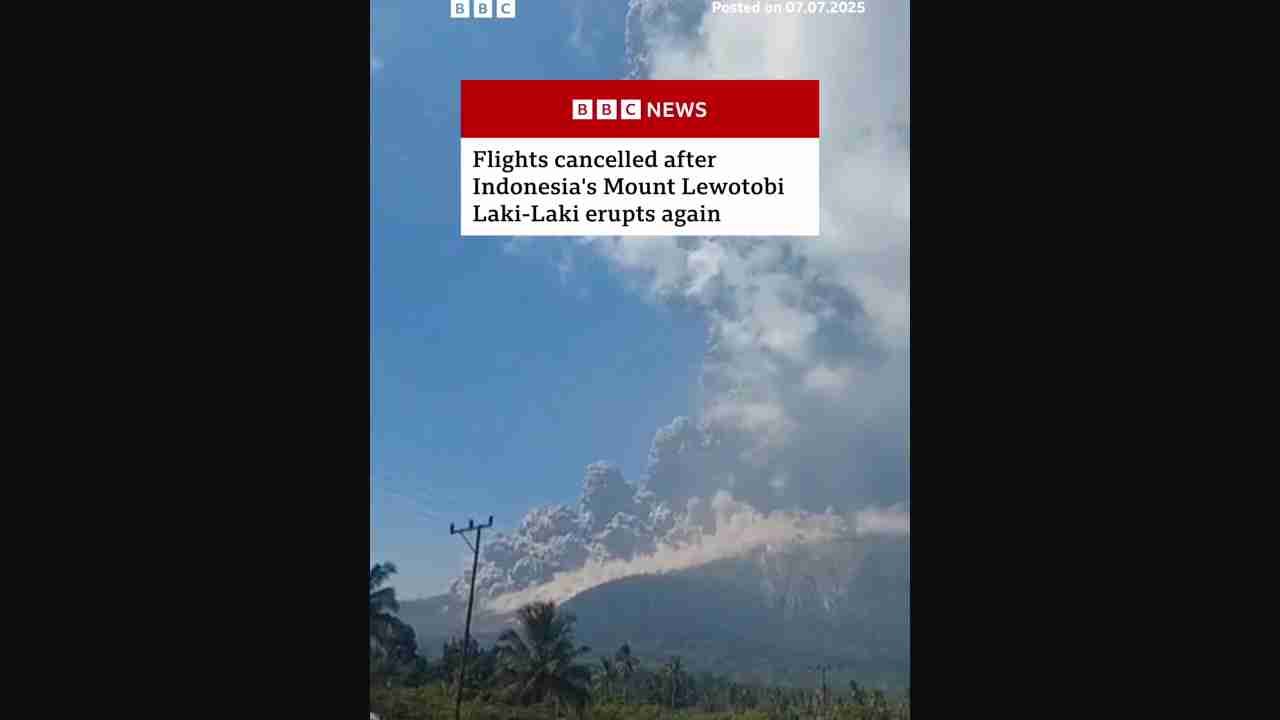 BBC
Posted on 07.07.2025
BBC NEWS
Flights cancelled after
Indonesia's Mount Lewotobi
Laki-Laki erupts again